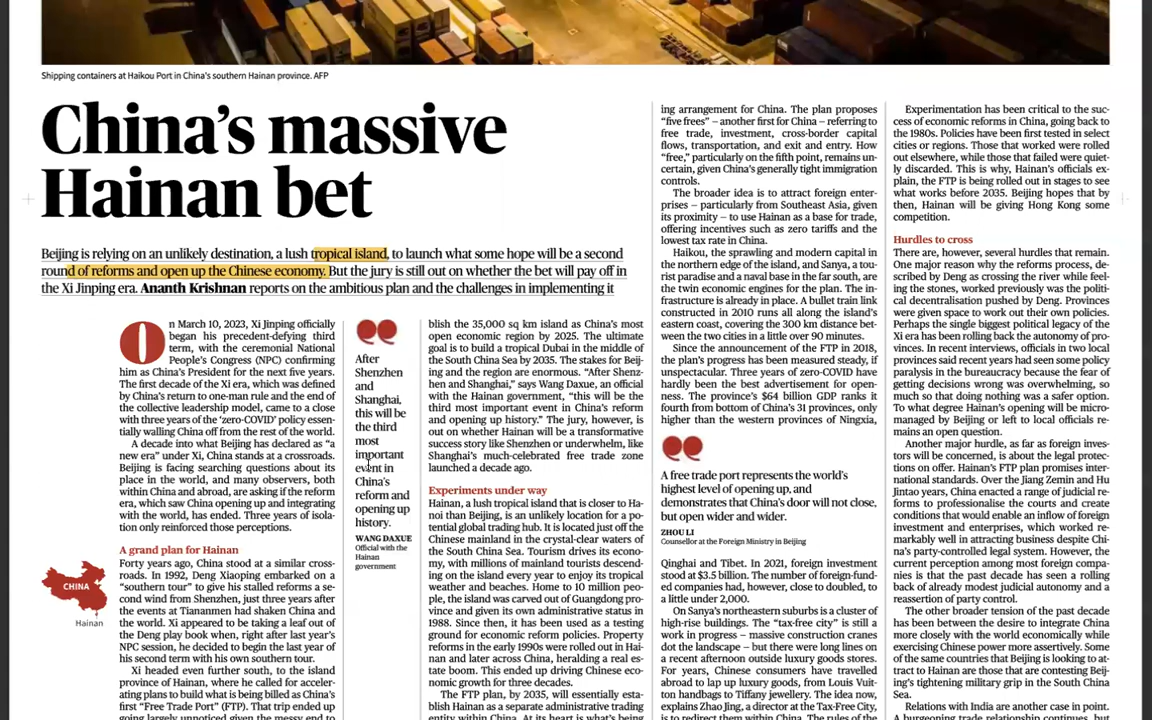 Shipping containers at Haikou Port in China's southern Hainan province. AFP
China's massive
Hainan bet
Beijing is relying on an unlikely destination, a lush tropical island, to launch what some hope will be a second
round of reforms and open up the Chinese economy. But the jury is still out on whether the bet will pay off in
the Xi Jinping era. Ananth Krishnan reports on the ambitious plan and the challenges in implementing it
On March 10, 2023, Xi Jinping officially
began his precedent-defying third
term, with the ceremonial National
People's Congress (NPC) confirming
him as China's President for the next five years.
The first decade of the Xi era, which was defined
by China's return to one-man rule and the end of
the collective leadership model, came to a close
with three years of the 'zero-COVID' policy essen-
tially walling China off from the rest of the world.
A decade into what Beijing has declared as "a
new era" under Xi, China stands at a crossroads.
Beijing is facing searching questions about its
place in the world, and many observers, both
within China and abroad, are asking if the reform
era, which saw China opening up and integrating
with the world, has ended. Three years of isola-
tion only reinforced those perceptions.
A grand plan for Hainan
Forty years ago, China stood at a similar cross-
roads. In 1992, Deng Xiaoping embarked on a
"southern tour" to give his stalled reforms a se-
cond wind from Shenzhen, just three years after
the events at Tiananmen had shaken China and
the world. Xi appeared to be taking a leaf out of
the Deng play book when, right after last year's
NPC session, he decided to begin the last year of
his second term with his own southern tour.
Xi headed even further south, to the island
province of Hainan, where he called for acceler-
ating plans to build what is being billed as China's
first "Free Trade Port" (FTP). That trip ended up
going largely unnoticed given the messy end to
CHINA
Hainan
After
Shenzhen
and
Shanghai,
this will be
the third
most
important
event in
China's
reform and
opening up
history.
WANG DAXUE
Official with the
Hainan
government
blish the 35,000 sq km island as China's most
open economic region by 2025. The ultimate
goal is to build a tropical Dubai in the middle of
the South China Sea by 2035. The stakes for Beij-
ing and the region are enormous. "After Shenz-
hen and Shanghai," says Wang Daxue, an official
with the Hainan government, "this will be the
third most important event in China's reform
and opening up history." The jury, however, is
out on whether Hainan will be a transformative
success story like Shenzhen or underwhelm, like
Shanghai's much-celebrated free trade zone
launched a decade ago.
Experiments under way
Hainan, a lush tropical island that is closer to Ha-
noi than Beijing, is an unlikely location for a po-
tential global trading hub. It is located just off the
Chinese mainland in the crystal-clear waters of
the South China Sea. Tourism drives its econo-
my, with millions of mainland tourists descend-
ing on the island every year to enjoy its tropical
weather and beaches. Home to 10 million peo-
ple, the island was carved out of Guangdong pro-
vince and given its own administrative status in
1988. Since then, it has been used as a testing
ground for economic reform policies. Property
reforms in the early 1990s were rolled out in Hai-
nan and later across China, heralding a real es-
tate boom. This ended up driving Chinese eco-
nomic growth for three decades.
The FTP plan, by 2035, will essentially esta-
blish Hainan as a separate administrative trading
entity within China. At its heart is what's being
ing arrangement for China. The plan proposes
"five frees" – another first for China – referring to
free trade, investment, cross-border capital
flows, transportation, and exit and entry. How
"free," particularly on the fifth point, remains un-
certain, given China's generally tight immigration
controls.
The broader idea is to attract foreign enter-
prises – particularly from Southeast Asia, given
its proximity – to use Hainan as a base for trade,
offering incentives such as zero tariffs and the
lowest tax rate in China.
Haikou, the sprawling and modern capital in
the northern edge of the island, and Sanya, a tou-
rist paradise and a naval base in the far south, are
the twin economic engines for the plan. The in-
frastructure is already in place. A bullet train link
constructed in 2010 runs all along the island's
eastern coast, covering the 300 km distance bet-
ween the two cities in a little over 90 minutes.
Since the announcement of the FTP in 2018,
the plan's progress has been measured steady, if
unspectacular. Three years of zero-COVID have
hardly been the best advertisement for open-
ness. The province's $64 billion GDP ranks it
fourth from bottom of China's 31 provinces, only
higher than the western provinces of Ningxia,
A free trade port represents the world's
highest level of opening up, and
demonstrates that China's door will not close,
but open wider and wider.
ZHOU LI
Counsellor at the Foreign Ministry in Beijing
Qinghai and Tibet. In 2021, foreign investment
stood at $3.5 billion. The number of foreign-fund-
ed companies had, however, close to doubled, to
a little under 2,000.
On Sanya's northeastern suburbs is a cluster of
high-rise buildings. The "tax-free city" is still a
work in progress – massive construction cranes
dot the landscape – but there were long lines on
a recent afternoon outside luxury goods stores.
For years, Chinese consumers have travelled
abroad to lap up luxury goods, from Louis Vuit-
ton handbags to Tiffany jewellery. The idea now,
explains Zhao Jing, a director at the Tax-Free City,
is to redirect them within China. The rules of the
Experimentation has been critical to the suc-
cess of economic reforms in China, going back to
the 1980s. Policies have been first tested in select
cities or regions. Those that worked were rolled
out elsewhere, while those that failed were quiet-
ly discarded. This is why, Hainan's officials ex-
plain, the FTP is being rolled out in stages to see
what works before 2035. Beijing hopes that by
then, Hainan will be giving Hong Kong some
competition.
Hurdles to cross
There are, however, several hurdles that remain.
One major reason why the reforms process, de-
scribed by Deng as crossing the river while feel-
ing the stones, worked previously was the politi-
cal decentralisation pushed by Deng. Provinces
were given space to work out their own policies.
Perhaps the single biggest political legacy of the
Xi era has been rolling back the autonomy of pro-
vinces. In recent interviews, officials in two local
provinces said recent years had seen some policy
paralysis in the bureaucracy because the fear of
getting decisions wrong was overwhelming, so
much so that doing nothing was a safer option.
To what degree Hainan's opening will be micro-
managed by Beijing or left to local officials re-
mains an open question.
Another major hurdle, as far as foreign inves-
tors will be concerned, is about the legal protec-
tions on offer. Hainan's FTP plan promises inter-
national standards. Over the Jiang Zemin and Hu
Jintao years, China enacted a range of judicial re-
forms to professionalise the courts and create
conditions that would enable an inflow of foreign
investment and enterprises, which worked re-
markably well in attracting business despite Chi-
na's party-controlled legal system. However, the
current perception among most foreign compa-
nies is that the past decade has seen a rolling
back of already modest judicial autonomy and a
reassertion of party control.
The other broader tension of the past decade
has been between the desire to integrate China
more closely with the world economically while
exercising Chinese power more assertively. Some
of the same countries that Beijing is looking to at-
tract to Hainan are those that are contesting Beij-
ing's tightening military grip in the South China
Sea.
Relations with India are another case in point.
A burgeoning trade relationship continues, but